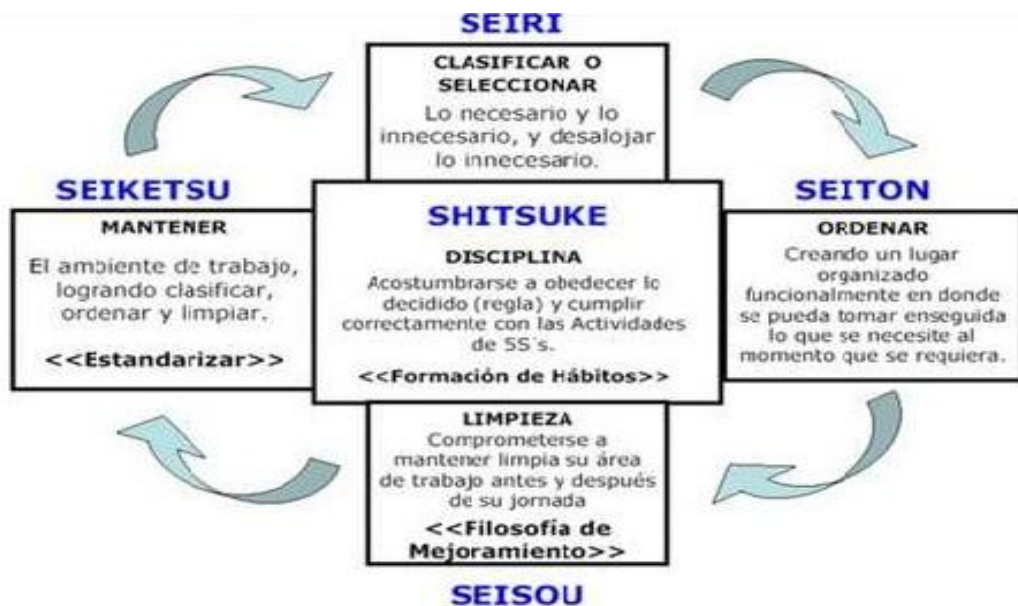 SEIRI
CLASIFICAR O
SELECCIONAR
Lo necesario y lo
innecesario, y desalojar
lo innecesario.
SEIKETSU
MANTENER
El ambiente de trabajo,
logrando clasificar,
ordenar y limpiar.
<<Estandarizar>>
SHITSUKE
DISCIPLINA
Acostumbrarse a obedecer lo
decidido (regla) y cumplir
correctamente con las Actividades
de 5S´s.
<<Formación de Hábitos>>
SEITON
ORDENAR
Creando un lugar
organizado
funcionalmente en donde
se pueda tomar enseguida
lo que se necesite al
momento que se requiera.
LIMPIEZA
Comprometerse a
mantener limpia su área
de trabajo antes y después
de su jornada
<<Filosofía de
Mejoramiento>>
SEISOU